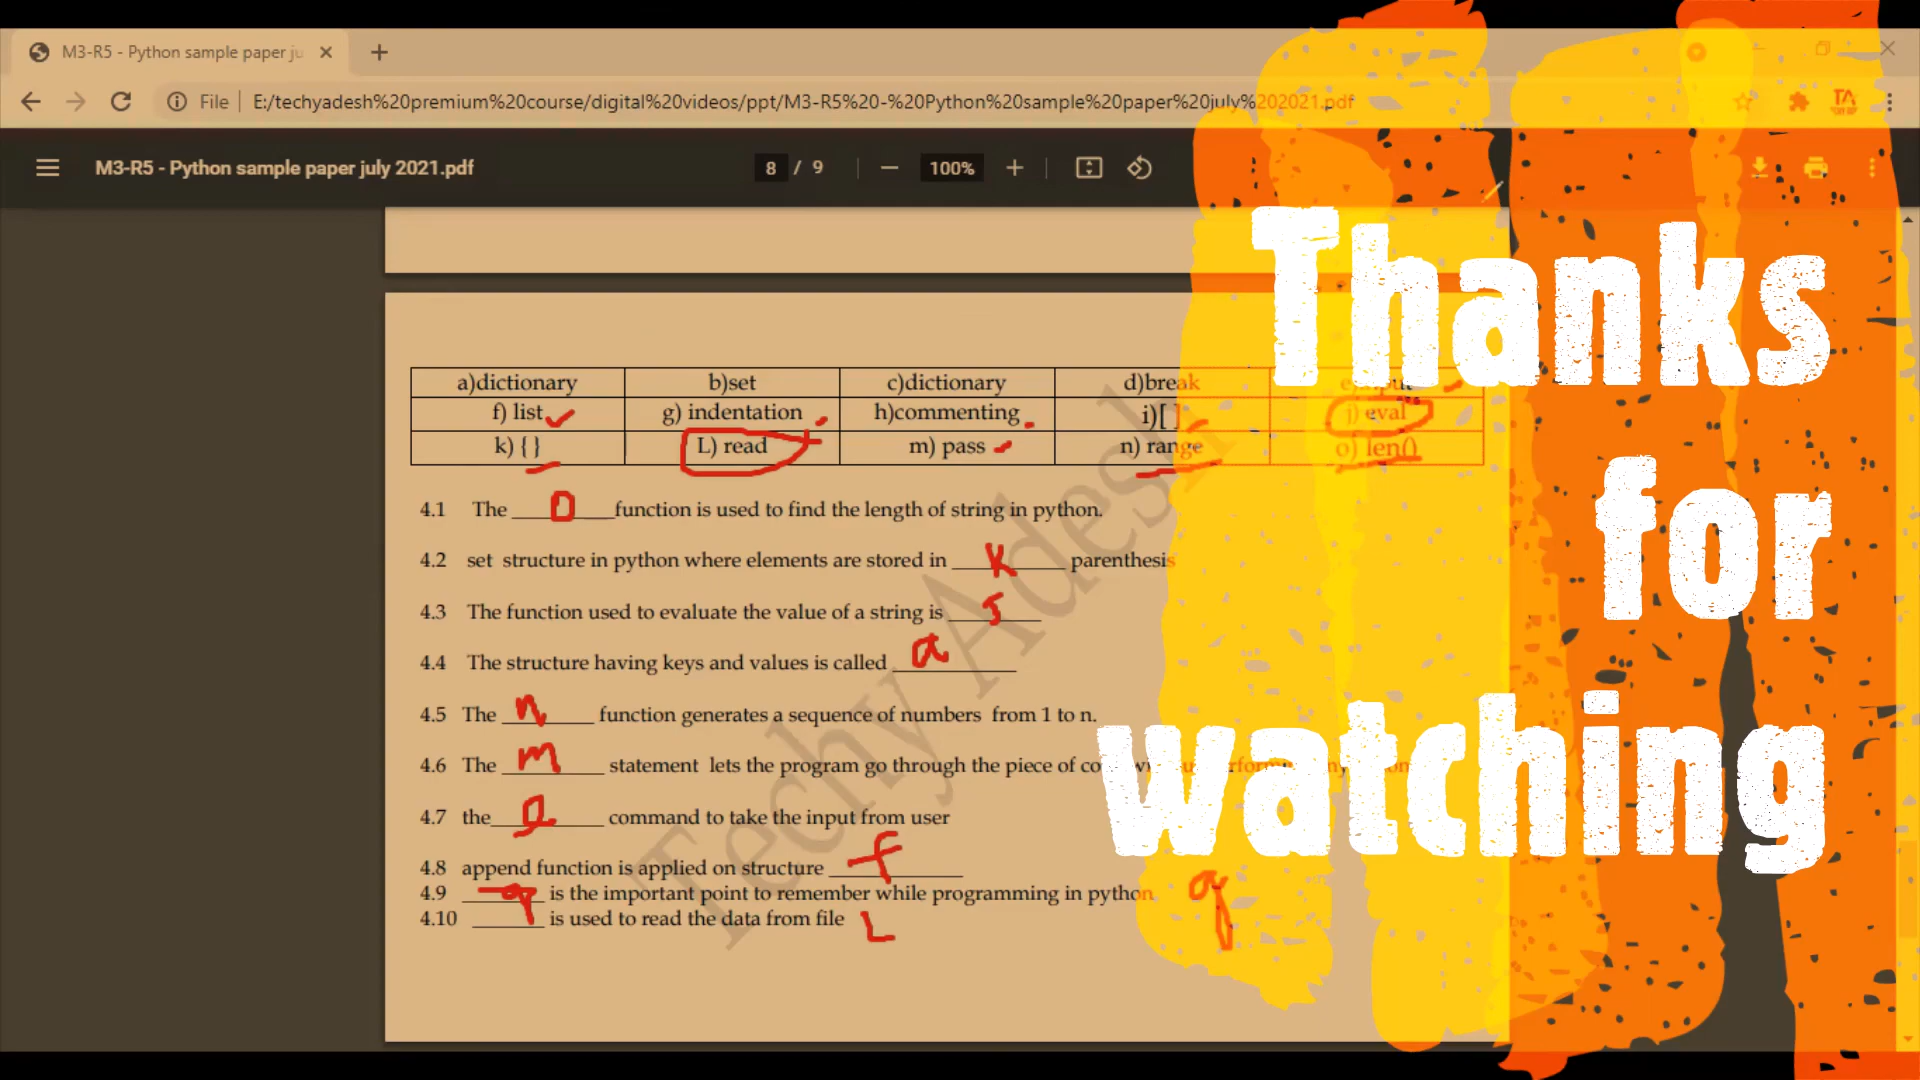 M3-R5 - Python sample paper ju
File E:/techyadesh%20premium%20course/digital%20videos/ppt/M3-R5%20-%20Python%20sample%20paper%20july%202021.pdf
TA
M3-R5 - Python sample paper july 2021.pdf
8 / 9
100%
Thanks
for
watching
a)dictionary b)set c)dictionary d)break
f) list g) indentation h)commenting i)[ ] j) eval
k) { } L) read m) pass n) range o) len()
4.1 The ____ function is used to find the length of string in python.
4.2 set structure in python where elements are stored in K parenthesis
4.3 The function used to evaluate the value of a string is ____
4.4 The structure having keys and values is called a
4.5 The n function generates a sequence of numbers from 1 to n.
4.6 The m statement lets the program go through the piece of
4.7 the ____ command to take the input from user
4.8 append function is applied on structure f
4.9 ____ is the important point to remember while programming in python
4.10 ____ is used to read the data from file L
Techy Adesh